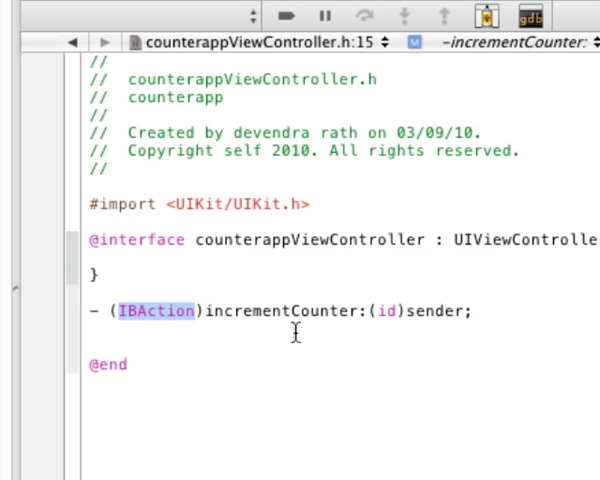 gdb
counterappViewController.h:15 M -incrementCounter:
//
// counterappViewController.h
// counterapp
//
// Created by devendra rath on 03/09/10.
// Copyright self 2010. All rights reserved.
//
#import <UIKit/UIKit.h>
@interface counterappViewController : UIViewControlle
}
- (IBAction)incrementCounter:(id)sender;
@end